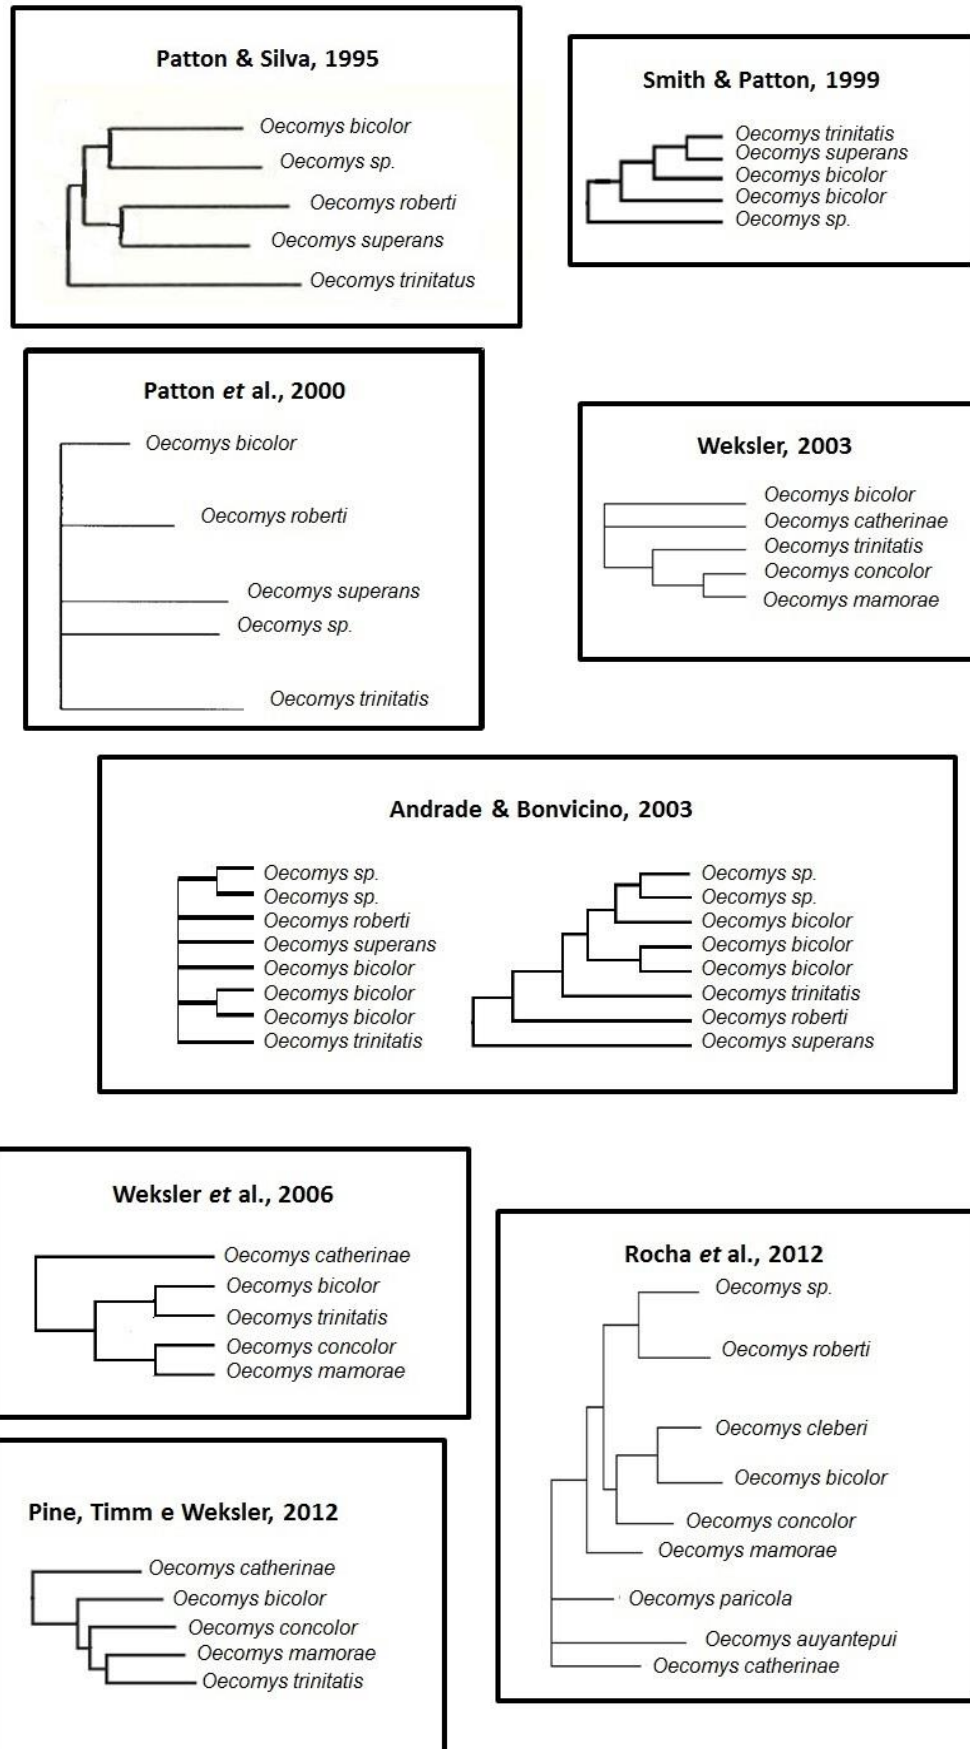 Patton & Silva, 1995
Oecomys bicolor
Oecomys sp.
Oecomys roberti
Oecomys superans
Oecomys trinitatus
Smith & Patton, 1999
Oecomys trinitatis
Oecomys superans
Oecomys bicolor
Oecomys bicolor
Oecomys sp.
Patton et al., 2000
Oecomys bicolor
Oecomys roberti
Oecomys superans
Oecomys sp.
Oecomys trinitatis
Weksler, 2003
Oecomys bicolor
Oecomys catherinae
Oecomys trinitatis
Oecomys concolor
Oecomys mamorae
Andrade & Bonvicino, 2003
Oecomys sp.
Oecomys sp.
Oecomys roberti
Oecomys superans
Oecomys bicolor
Oecomys bicolor
Oecomys bicolor
Oecomys trinitatis
Oecomys sp.
Oecomys sp.
Oecomys bicolor
Oecomys bicolor
Oecomys bicolor
Oecomys trinitatis
Oecomys roberti
Oecomys superans
Weksler et al., 2006
Oecomys catherinae
Oecomys bicolor
Oecomys trinitatis
Oecomys concolor
Oecomys mamorae
Rocha et al., 2012
Oecomys sp.
Oecomys roberti
Oecomys cleberi
Oecomys bicolor
Oecomys concolor
Oecomys mamorae
Oecomys paricola
Oecomys auyantepui
Oecomys catherinae
Pine, Timm e Weksler, 2012
Oecomys catherinae
Oecomys bicolor
Oecomys concolor
Oecomys mamorae
Oecomys trinitatis